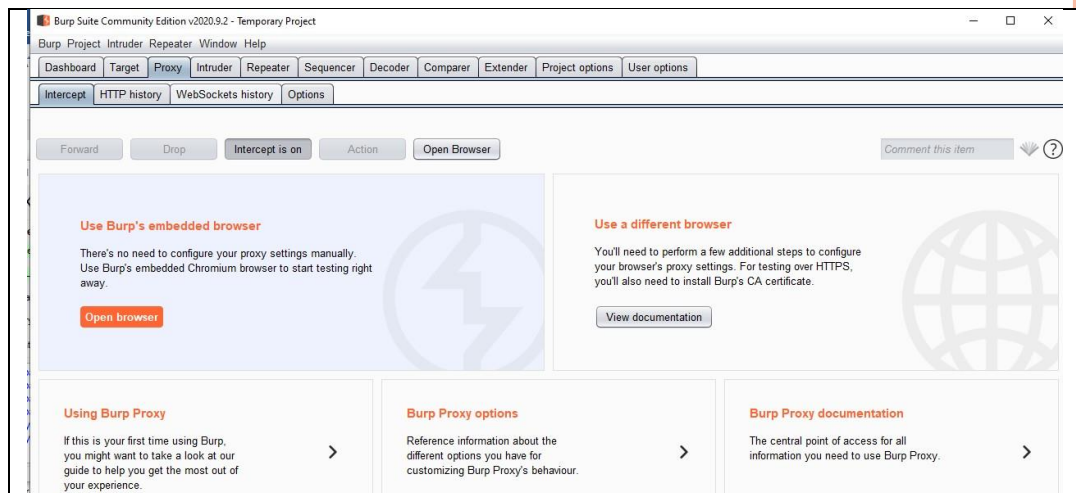 Burp Suite Community Edition v2020.9.2 - Temporary Project
Burp Project Intruder Repeater Window Help
Dashboard Target Proxy Intruder Repeater Sequencer Decoder Comparer Extender Project options User options
Intercept HTTP history WebSockets history Options
Forward Drop Intercept is on Action Open Browser Comment this item ?
Use Burp's embedded browser
There's no need to configure your proxy settings manually.
Use Burp's embedded Chromium browser to start testing right
away.
Open browser
Use a different browser
You'll need to perform a few additional steps to configure
your browser's proxy settings. For testing over HTTPS,
you'll also need to install Burp's CA certificate.
View documentation
Using Burp Proxy
If this is your first time using Burp,
you might want to take a look at our
guide to help you get the most out of
your experience.
Burp Proxy options
Reference information about the
different options you have for
customizing Burp Proxy's behaviour.
Burp Proxy documentation
The central point of access for all
information you need to use Burp Proxy.